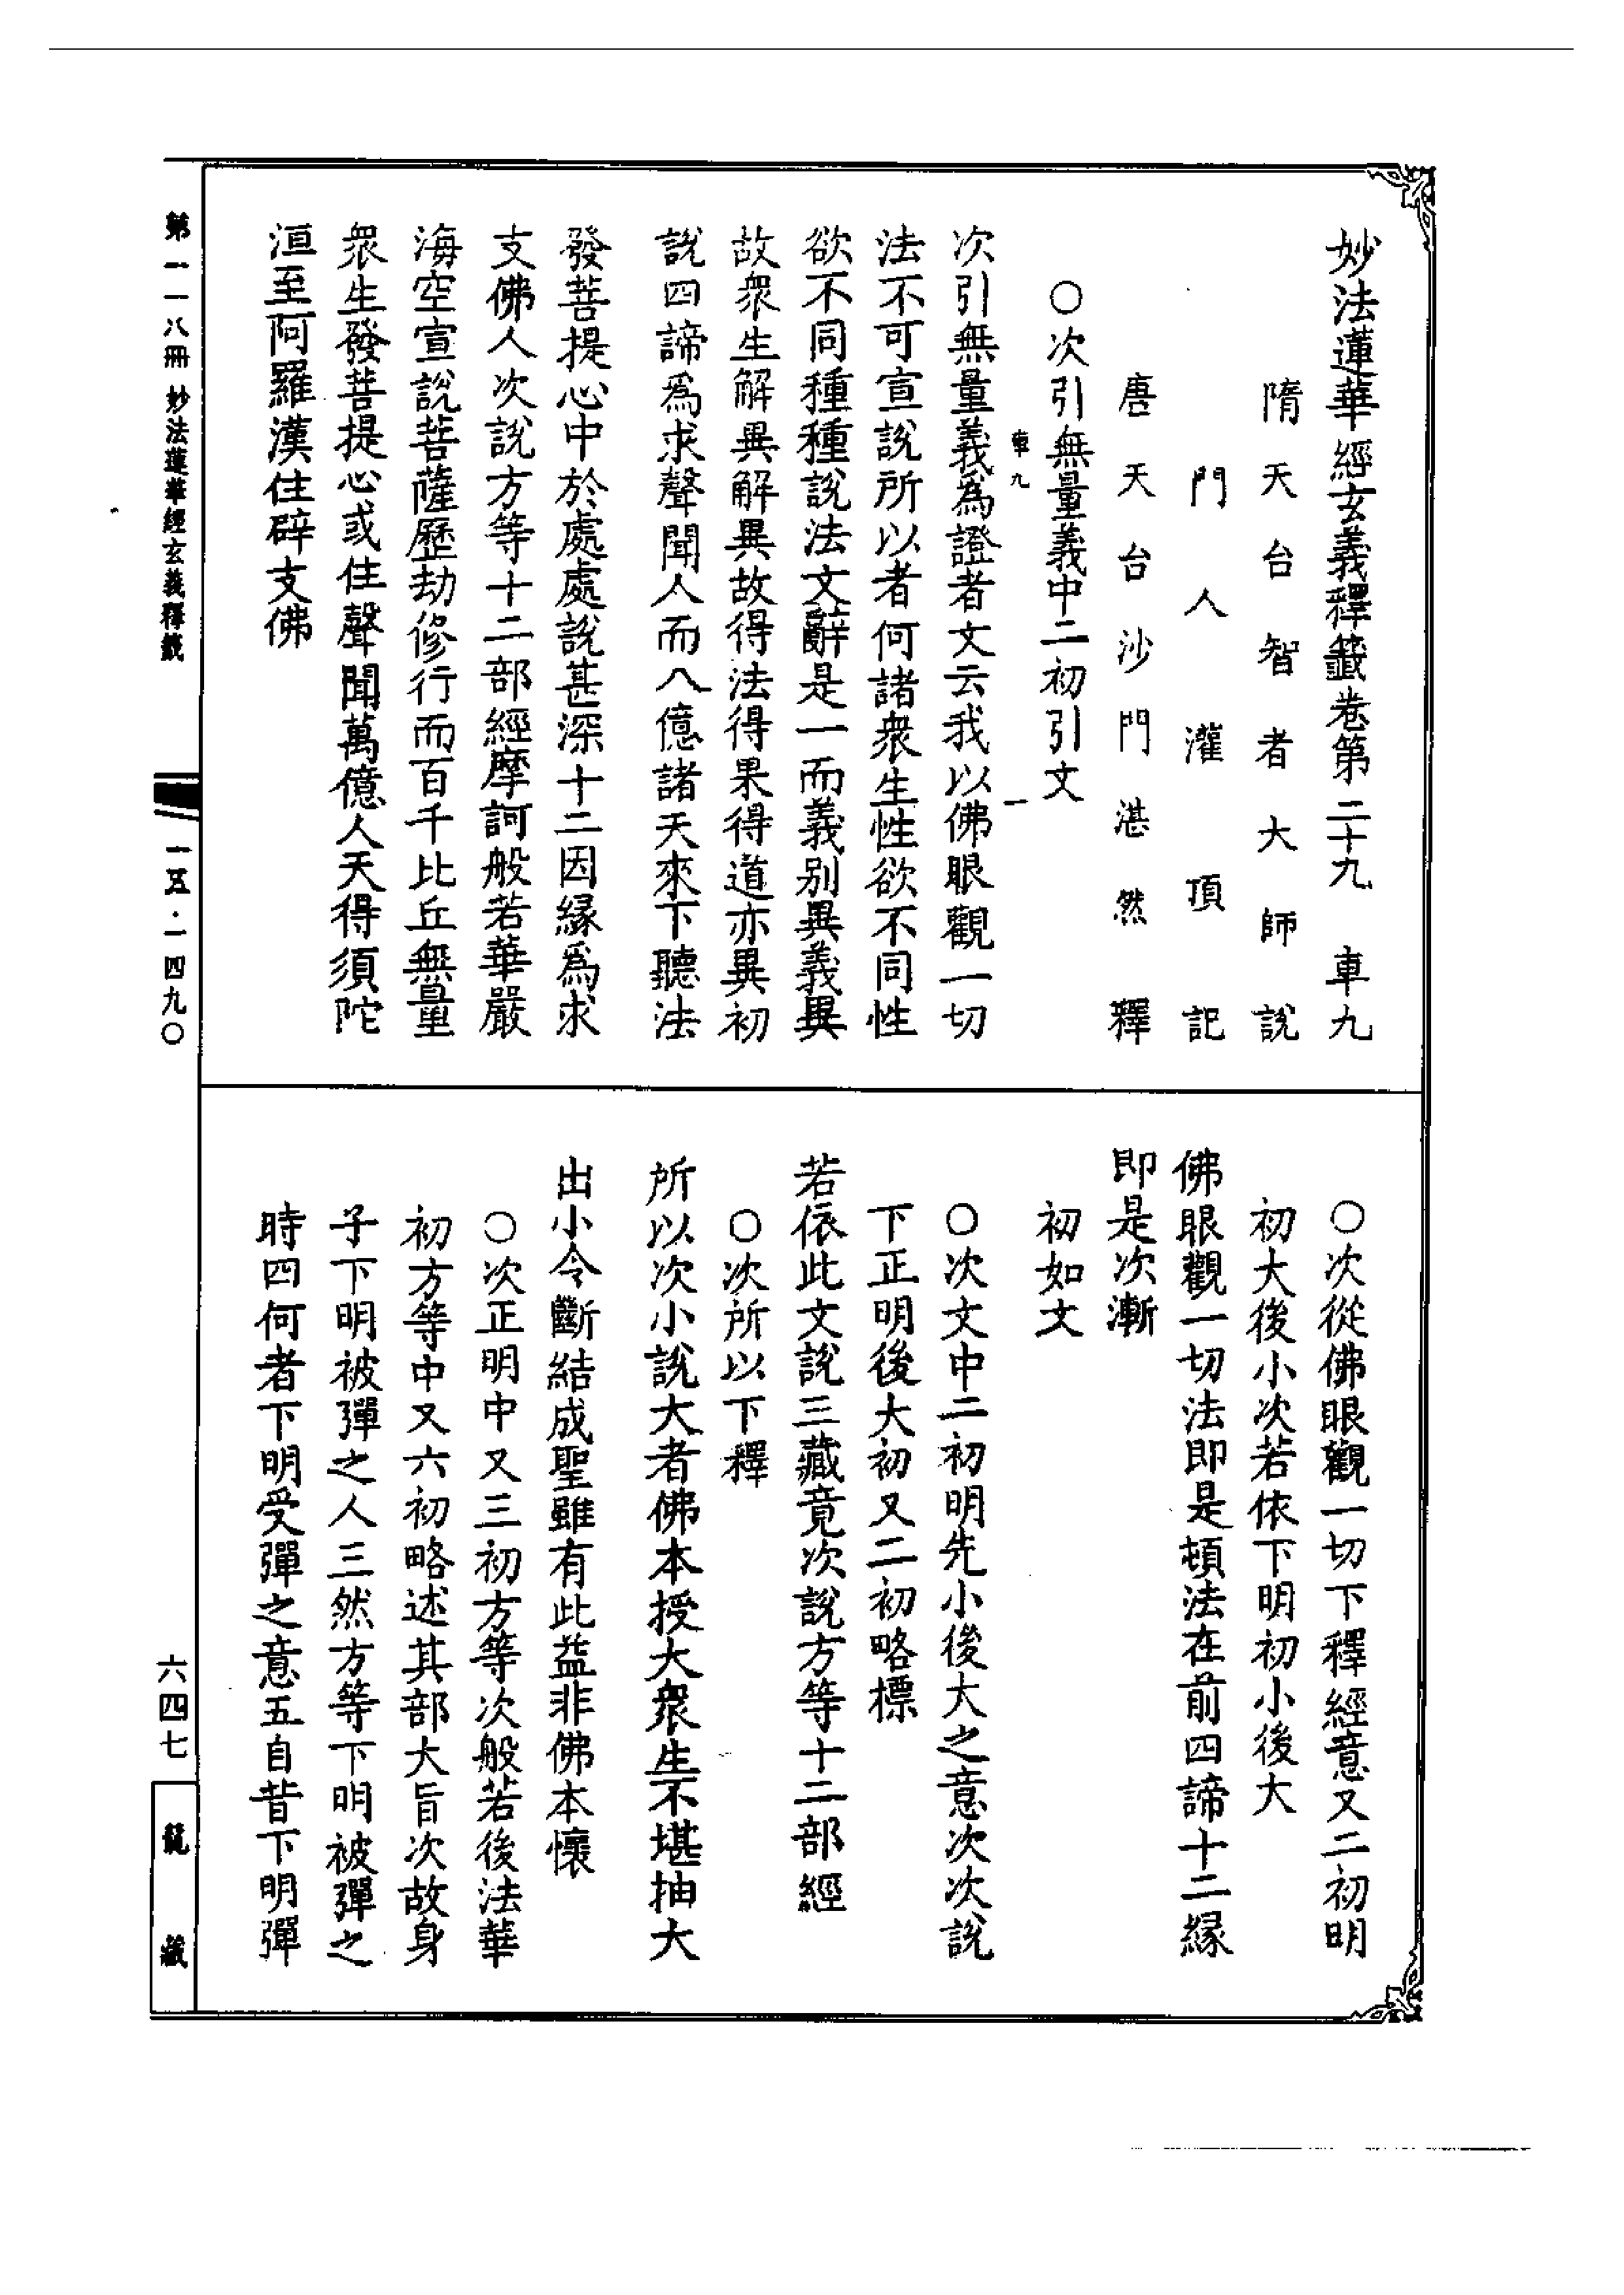 妙法蓮華經玄義釋籤卷第二十九　車九
隋天台智者大師說
門人灌頂記
唐天台沙門湛然釋
○次引無量義中二初引文
車九　一
次引無量義為證者文云我以佛眼觀一切
法不可宣說所以者何諸衆生性欲不同性
欲不同種種說法文辭是一而義別異義異
故衆生解異解異故得法得果得道亦異初
說四諦為求聲聞人而八億諸天來下聽法
發菩提心中於處處說甚深十二因緣爲求
支佛人次說方等十二部經摩訶般若華嚴
海空宣說菩薩歷劫修行而百千比丘無量
衆生發菩提心或住聲聞萬億人天得須陀
洹至阿羅漢住辟支佛
○次從佛眼觀一切下釋經意又二初明
初大後小次若依下明初小後大
佛眼觀一切法即是頓法在前四諦十二緣
即是次漸
初如文
○次文中二初明先小後大之意次次說
下正明後大初又二初略標
若依此文說三藏竟次說方等十二部經
○次所以下釋
所以次小說大者佛本授大衆生不堪抽大
出小令斷結成聖雖有此益非佛本懷
○次正明中又三初方等次般若後法華
初方等中又六初略述其部大旨次故身
子下明被彈之人三然方等下明被彈之
時四何者下明受彈之意五自昔下明彈
第一一八冊　妙法蓮華經玄義釋籤
一五·一四九〇
六四七
龍藏